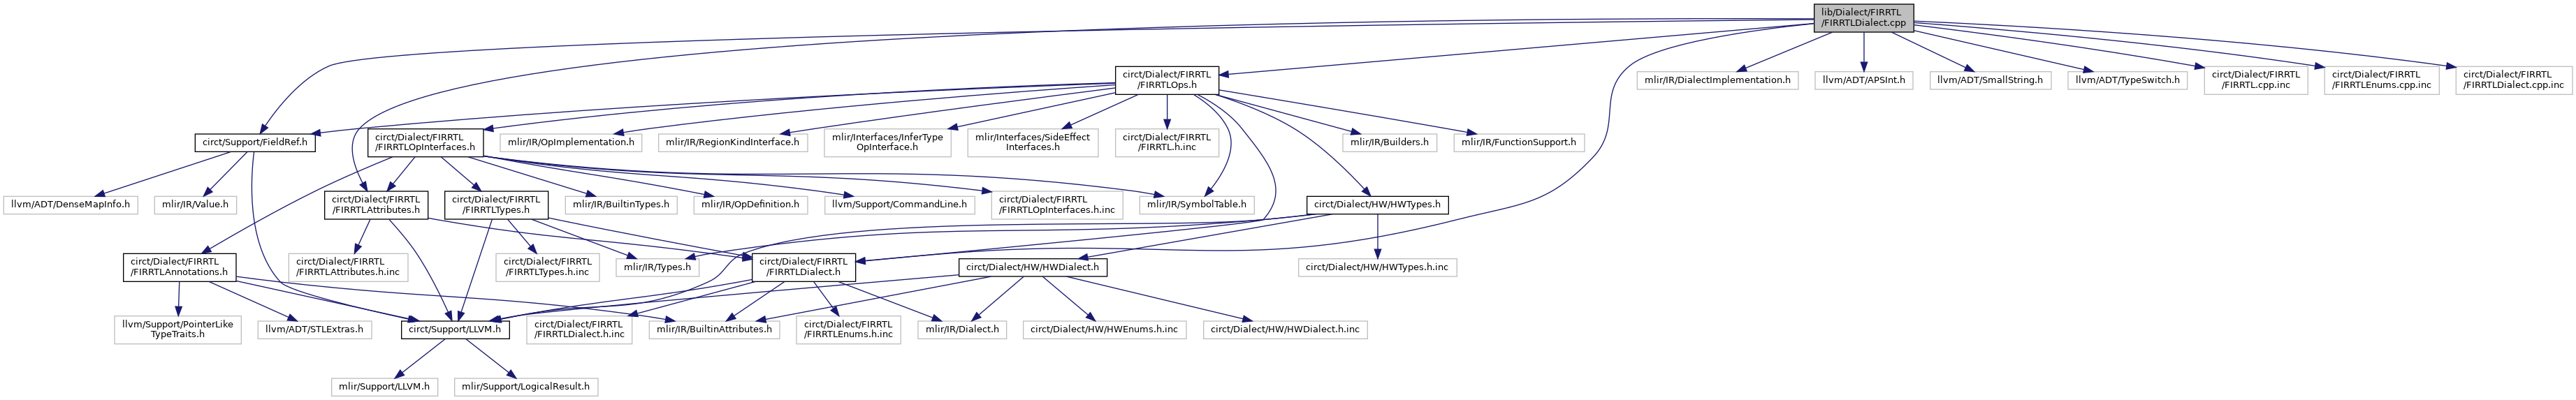 lib/Dialect/FIRRTL
/FIRRTLDialect.cpp
circt/Dialect/FIRRTL
/FIRRTLOps.h
mlir/IR/DialectImplementation.h
llvm/ADT/APSInt.h
llvm/ADT/SmallString.h
llvm/ADT/TypeSwitch.h
circt/Dialect/FIRRTL
/FIRRTL.cpp.inc
circt/Dialect/FIRRTL
/FIRRTLEnums.cpp.inc
circt/Dialect/FIRRTL
/FIRRTLDialect.cpp.inc
circt/Support/FieldRef.h
circt/Dialect/FIRRTL
/FIRRTLOpInterfaces.h
mlir/IR/OpImplementation.h
mlir/IR/RegionKindInterface.h
mlir/Interfaces/InferType
OpInterface.h
mlir/Interfaces/SideEffect
Interfaces.h
circt/Dialect/FIRRTL
/FIRRTL.h.inc
mlir/IR/Builders.h
mlir/IR/FunctionSupport.h
llvm/ADT/DenseMapInfo.h
mlir/IR/Value.h
circt/Dialect/FIRRTL
/FIRRTLAttributes.h
circt/Dialect/FIRRTL
/FIRRTLTypes.h
mlir/IR/BuiltinTypes.h
mlir/IR/OpDefinition.h
llvm/Support/CommandLine.h
circt/Dialect/FIRRTL
/FIRRTLOpInterfaces.h.inc
mlir/IR/SymbolTable.h
circt/Dialect/HW/HWTypes.h
circt/Dialect/FIRRTL
/FIRRTLAnnotations.h
circt/Dialect/FIRRTL
/FIRRTLAttributes.h.inc
circt/Dialect/FIRRTL
/FIRRTLTypes.h.inc
mlir/IR/Types.h
circt/Dialect/FIRRTL
/FIRRTLDialect.h
circt/Dialect/HW/HWDialect.h
circt/Dialect/HW/HWTypes.h.inc
llvm/Support/PointerLike
TypeTraits.h
llvm/ADT/STLExtras.h
circt/Support/LLVM.h
circt/Dialect/FIRRTL
/FIRRTLDialect.h.inc
mlir/IR/BuiltinAttributes.h
circt/Dialect/FIRRTL
/FIRRTLEnums.h.inc
mlir/IR/Dialect.h
circt/Dialect/HW/HWEnums.h.inc
circt/Dialect/HW/HWDialect.h.inc
mlir/Support/LLVM.h
mlir/Support/LogicalResult.h